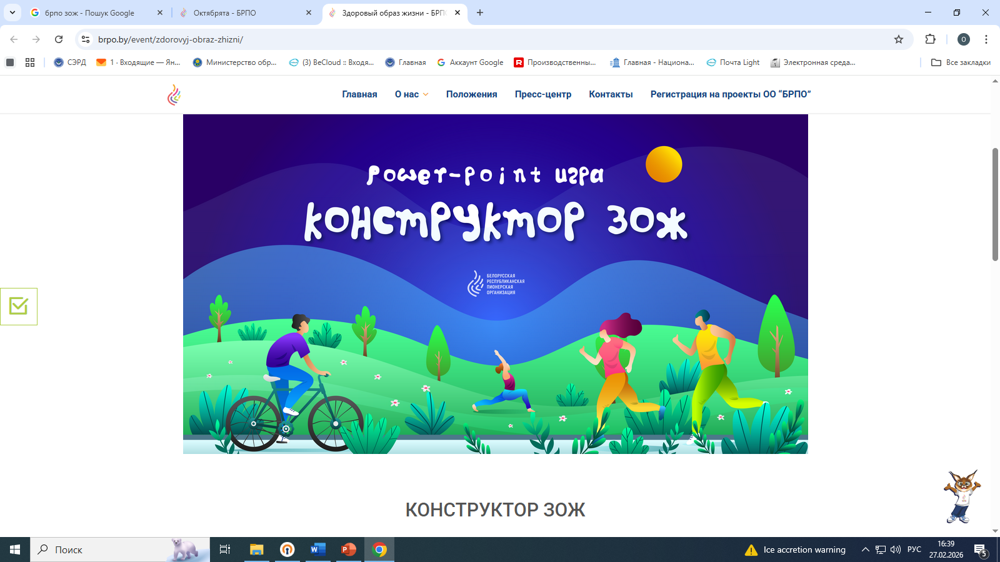 брпо зож - Пошук Google
Октябрята - БРПО
Здоровый образ жизни - БРПО
brpo.by/event/zdorovyj-obraz-zhizni/
О
СЭРД
1 · Входящие — Ян...
Министерство обр...
(3) BeCloud :: Входя...
Главная
Аккаунт Google
Производственны...
Главная - Национа...
Почта Light
Электронная среда...
Все закладки
Главная
О нас
Положения
Пресс-центр
Контакты
Регистрация на проекты ОО “БРПО”
Power-point игра
КОНСТРУКТОР ЗОЖ
БЕЛОРУССКАЯ
РЕСПУБЛИКАНСКАЯ
ПИОНЕРСКАЯ
ОРГАНИЗАЦИЯ
КОНСТРУКТОР ЗОЖ
Поиск
Ice accretion warning
РУС
16:39
27.02.2026
5